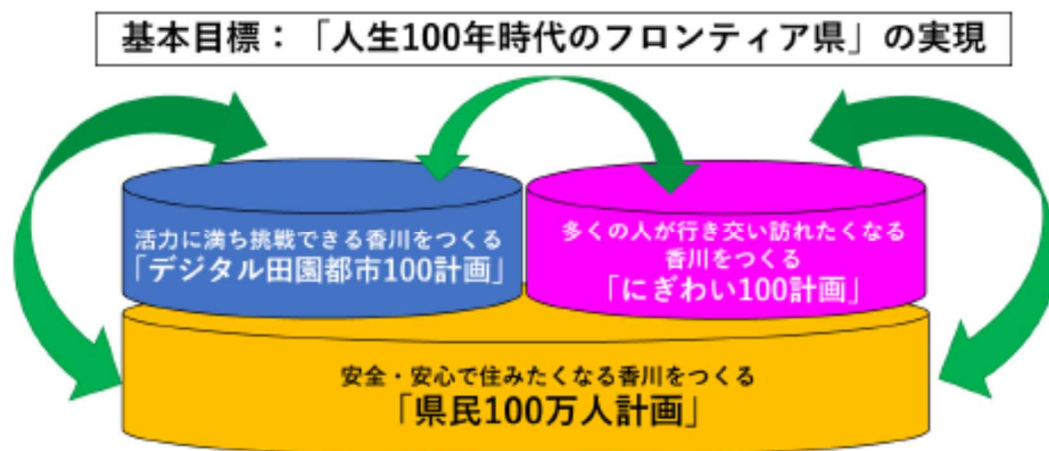 基本目標：「人生100年時代のフロンティア県」の実現
活力に満ち挑戦できる香川をつくる
「デジタル田園都市100計画」
多くの人が行き交い訪れたくなる
香川をつくる
「にぎわい100計画」
安全・安心で住みたくなる香川をつくる
「県民100万人計画」